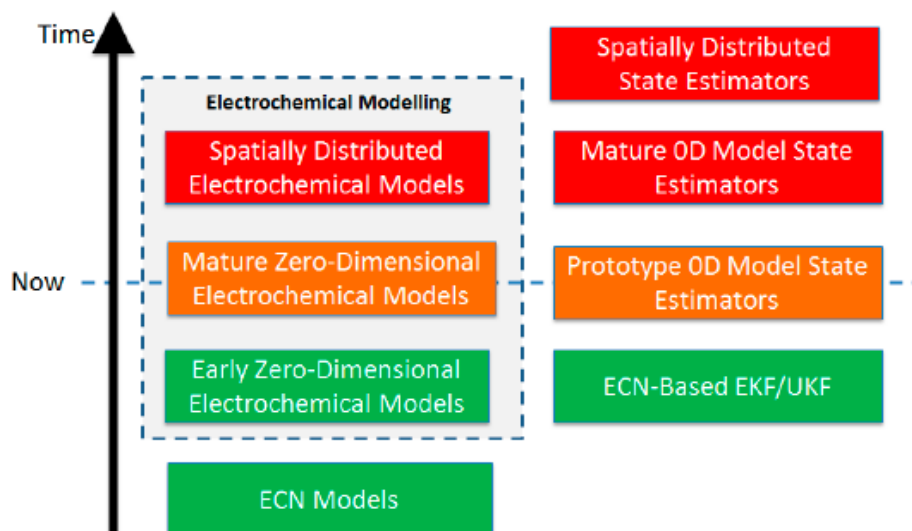 Time
Spatially Distributed
State Estimators
Electrochemical Modelling
Spatially Distributed
Electrochemical Models
Mature 0D Model State
Estimators
Now
Mature Zero-Dimensional
Electrochemical Models
Prototype 0D Model State
Estimators
Early Zero-Dimensional
Electrochemical Models
ECN-Based EKF/UKF
ECN Models